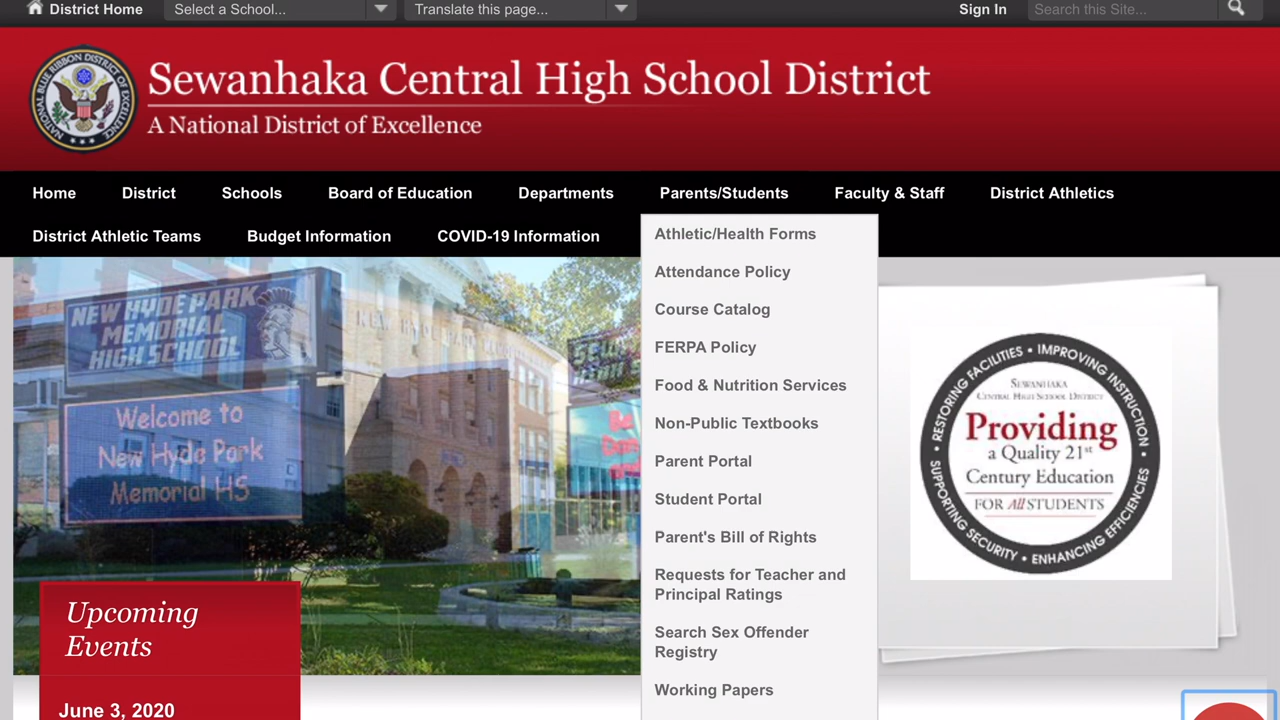 District Home
Select a School...
Translate this page...
Sign In
Search this Site...
NATIONAL BLUE RIBBON DISTRICT OF EXCELLENCE
Sewanhaka Central High School District
A National District of Excellence
Home
District
Schools
Board of Education
Departments
Parents/Students
Faculty & Staff
District Athletics
District Athletic Teams
Budget Information
COVID-19 Information
Athletic/Health Forms
Attendance Policy
Course Catalog
FERPA Policy
Food & Nutrition Services
Non-Public Textbooks
Parent Portal
Student Portal
Parent's Bill of Rights
Requests for Teacher and
Principal Ratings
Search Sex Offender
Registry
Working Papers
NEW HYDE PARK
MEMORIAL
HIGH SCHOOL
Welcome to
New Hyde Park
Memorial HS
• RESTORING FACILITIES • IMPROVING INSTRUCTION
• SUPPORTING SECURITY • ENHANCING EFFICIENCIES
SEWANHAKA
CENTRAL HIGH SCHOOL DISTRICT
Providing
a Quality 21st
Century Education
FOR All STUDENTS
Upcoming
Events
June 3, 2020